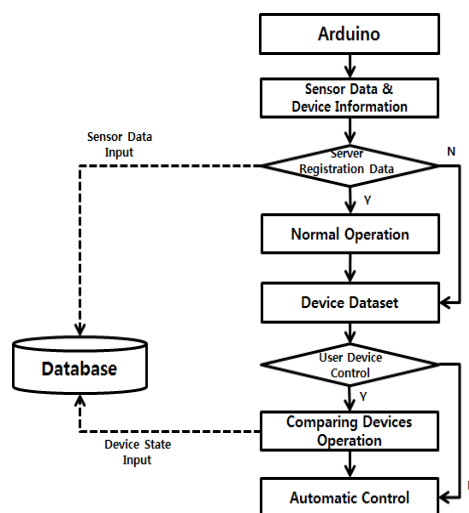 Arduino
Sensor Data &
Device Information
Sensor Data
Input
Server
Registration Data
N
Y
Normal Operation
Device Dataset
User Device
Control
Database
Y
Comparing Devices
Operation
Device State
Input
Automatic Control